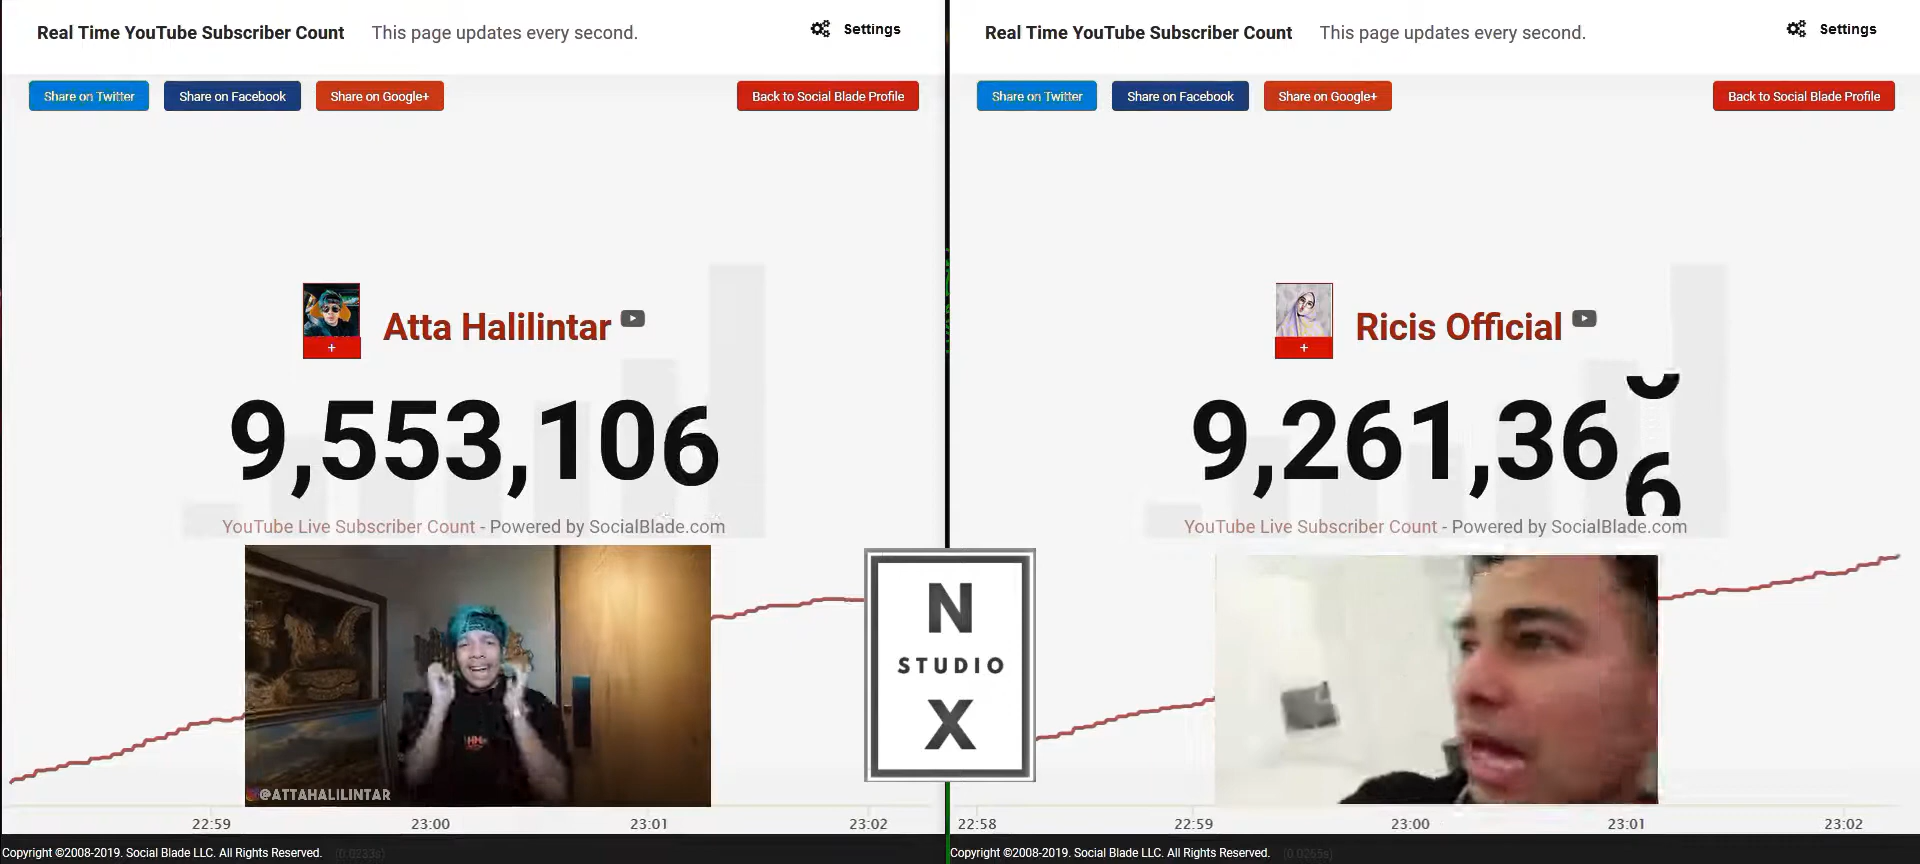 Real Time YouTube Subscriber Count This page updates every second. Settings
Share on Twitter Share on Facebook Share on Google+ Back to Social Blade Profile
Atta Halilintar
+
9,553,106
YouTube Live Subscriber Count - Powered by SocialBlade.com
@ATTAHALILINTAR
22:59 23:00 23:01 23:02
Copyright ©2008-2019. Social Blade LLC. All Rights Reserved.
N
STUDIO
X
Real Time YouTube Subscriber Count This page updates every second. Settings
Share on Twitter Share on Facebook Share on Google+ Back to Social Blade Profile
Ricis Official
+
9,261,366
YouTube Live Subscriber Count - Powered by SocialBlade.com
22:58 22:59 23:00 23:01 23:02
Copyright ©2008-2019. Social Blade LLC. All Rights Reserved.